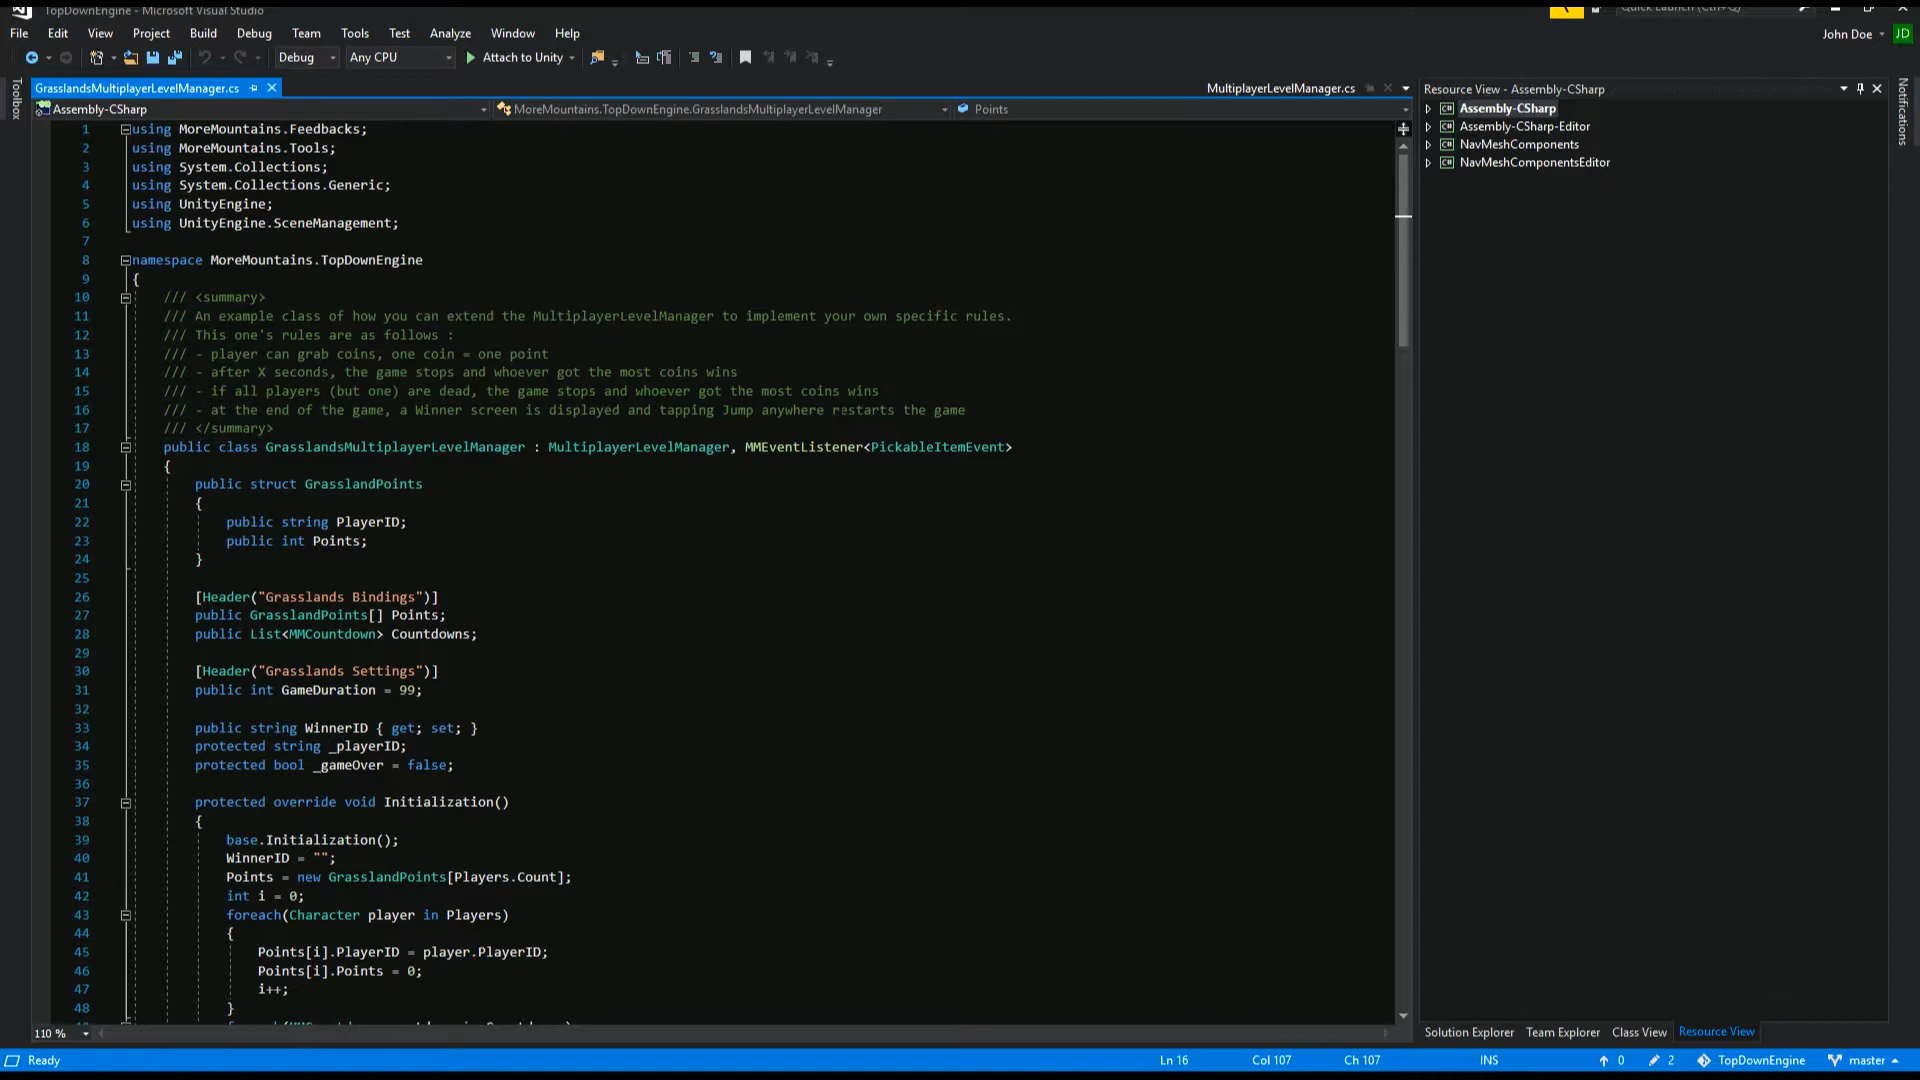 TopDownEngine - Microsoft Visual Studio
Quick Launch (Ctrl+Q)
File Edit View Project Build Debug Team Tools Test Analyze Window Help
John Doe JD
Debug Any CPU Attach to Unity
Toolbox
GrasslandsMultiplayerLevelManager.cs
MultiplayerLevelManager.cs
Assembly-CSharp
MoreMountains.TopDownEngine.GrasslandsMultiplayerLevelManager
Points
1 using MoreMountains.Feedbacks;
2 using MoreMountains.Tools;
3 using System.Collections;
4 using System.Collections.Generic;
5 using UnityEngine;
6 using UnityEngine.SceneManagement;
7
8 namespace MoreMountains.TopDownEngine
9 {
10 /// <summary>
11 /// An example class of how you can extend the MultiplayerLevelManager to implement your own specific rules.
12 /// This one's rules are as follows :
13 /// - player can grab coins, one coin = one point
14 /// - after X seconds, the game stops and whoever got the most coins wins
15 /// - if all players (but one) are dead, the game stops and whoever got the most coins wins
16 /// - at the end of the game, a Winner screen is displayed and tapping Jump anywhere restarts the game
17 /// </summary>
18 public class GrasslandsMultiplayerLevelManager : MultiplayerLevelManager, MMEventListener<PickableItemEvent>
19 {
20 public struct GrasslandPoints
21 {
22 public string PlayerID;
23 public int Points;
24 }
25
26 [Header("Grasslands Bindings")]
27 public GrasslandPoints[] Points;
28 public List<MMCountdown> Countdowns;
29
30 [Header("Grasslands Settings")]
31 public int GameDuration = 99;
32
33 public string WinnerID { get; set; }
34 protected string _playerID;
35 protected bool _gameOver = false;
36
37 protected override void Initialization()
38 {
39 base.Initialization();
40 WinnerID = "";
41 Points = new GrasslandPoints[Players.Count];
42 int i = 0;
43 foreach(Character player in Players)
44 {
45 Points[i].PlayerID = player.PlayerID;
46 Points[i].Points = 0;
47 i++;
48 }
110 %
Resource View - Assembly-CSharp
Assembly-CSharp
Assembly-CSharp-Editor
NavMeshComponents
NavMeshComponentsEditor
Notifications
Solution Explorer Team Explorer Class View Resource View
Ready Ln 16 Col 107 Ch 107 INS 0 2 TopDownEngine master